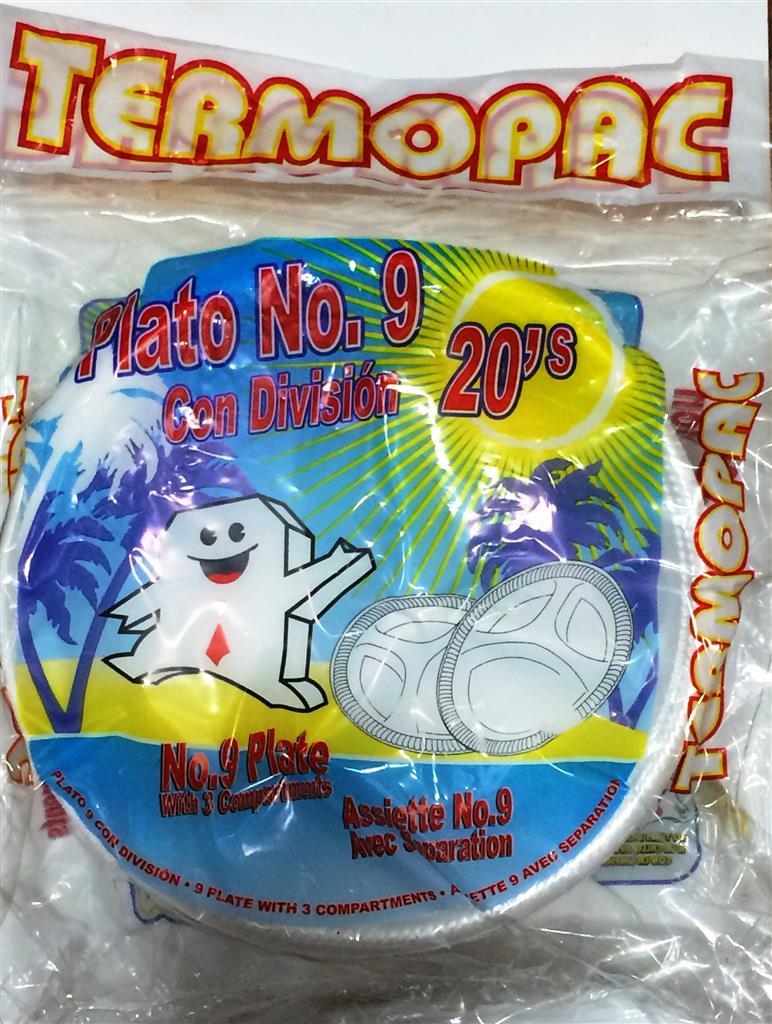 TERMOPAC
Plato No. 9
Con División
20's
TERMOPAC
No.9 Plate
With 3 Compartments
Assiette No.9
Avec Separation
PLATO 9 CON DIVISIÓN • 9 PLATE WITH 3 COMPARTMENTS • A ETTE 9 AVEC SEPARATION